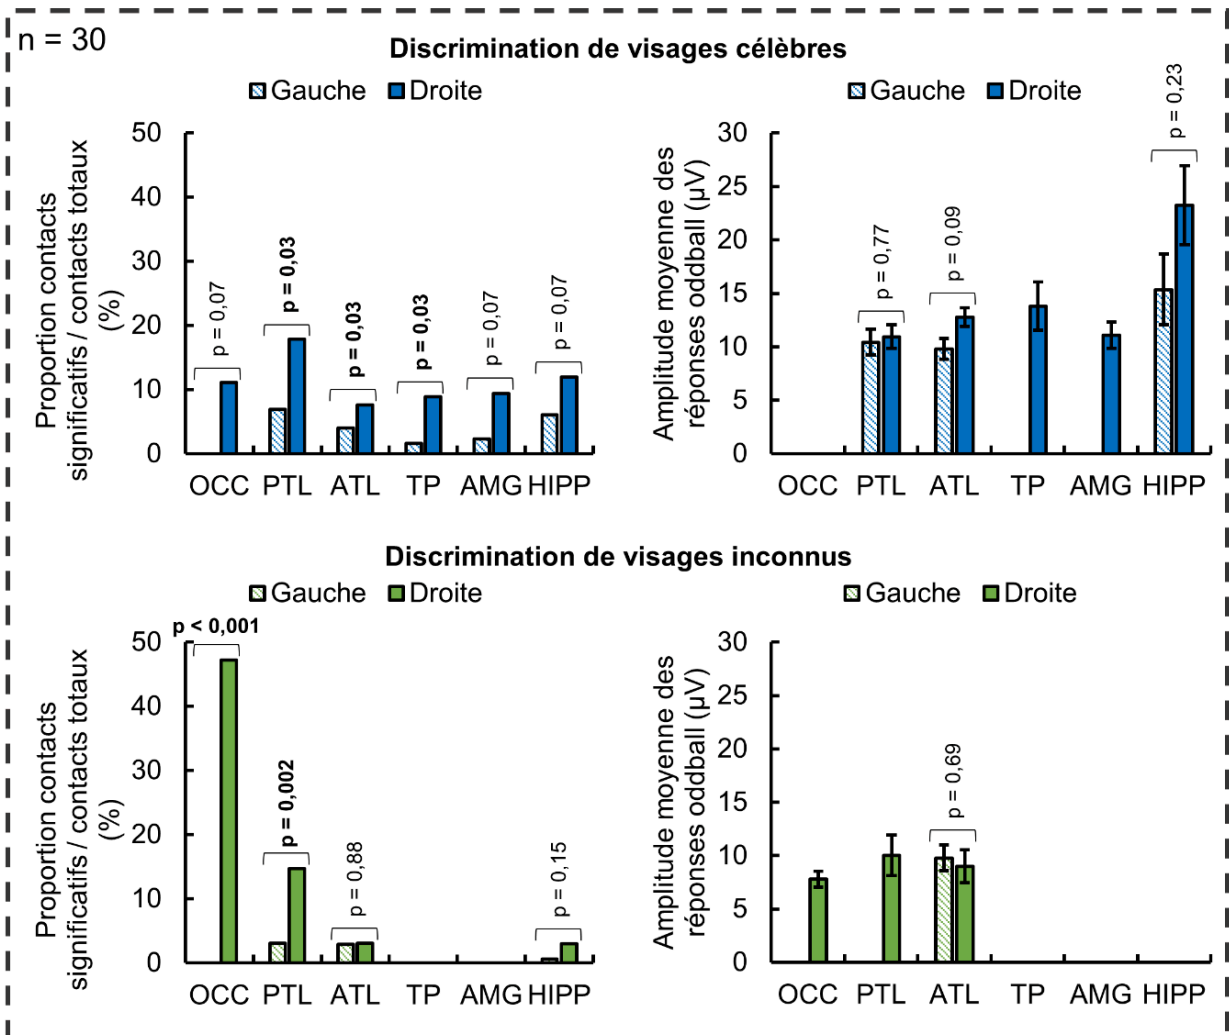 n = 30
Discrimination de visages célèbres
Gauche Droite
Proportion contacts
significatifs / contacts totaux
(%)
50
40
30
20
10
0
p = 0,07
p = 0,03
p = 0,03
p = 0,03
p = 0,07
p = 0,07
OCC PTL ATL TP AMG HIPP
Gauche Droite
Amplitude moyenne des
réponses oddball (µV)
30
25
20
15
10
5
0
p = 0,77
p = 0,09
p = 0,23
OCC PTL ATL TP AMG HIPP
Discrimination de visages inconnus
Gauche Droite
Proportion contacts
significatifs / contacts totaux
(%)
50
40
30
20
10
0
p < 0,001
p = 0,002
p = 0,88
p = 0,15
OCC PTL ATL TP AMG HIPP
Gauche Droite
Amplitude moyenne des
réponses oddball (µV)
30
25
20
15
10
5
0
p = 0,69
OCC PTL ATL TP AMG HIPP